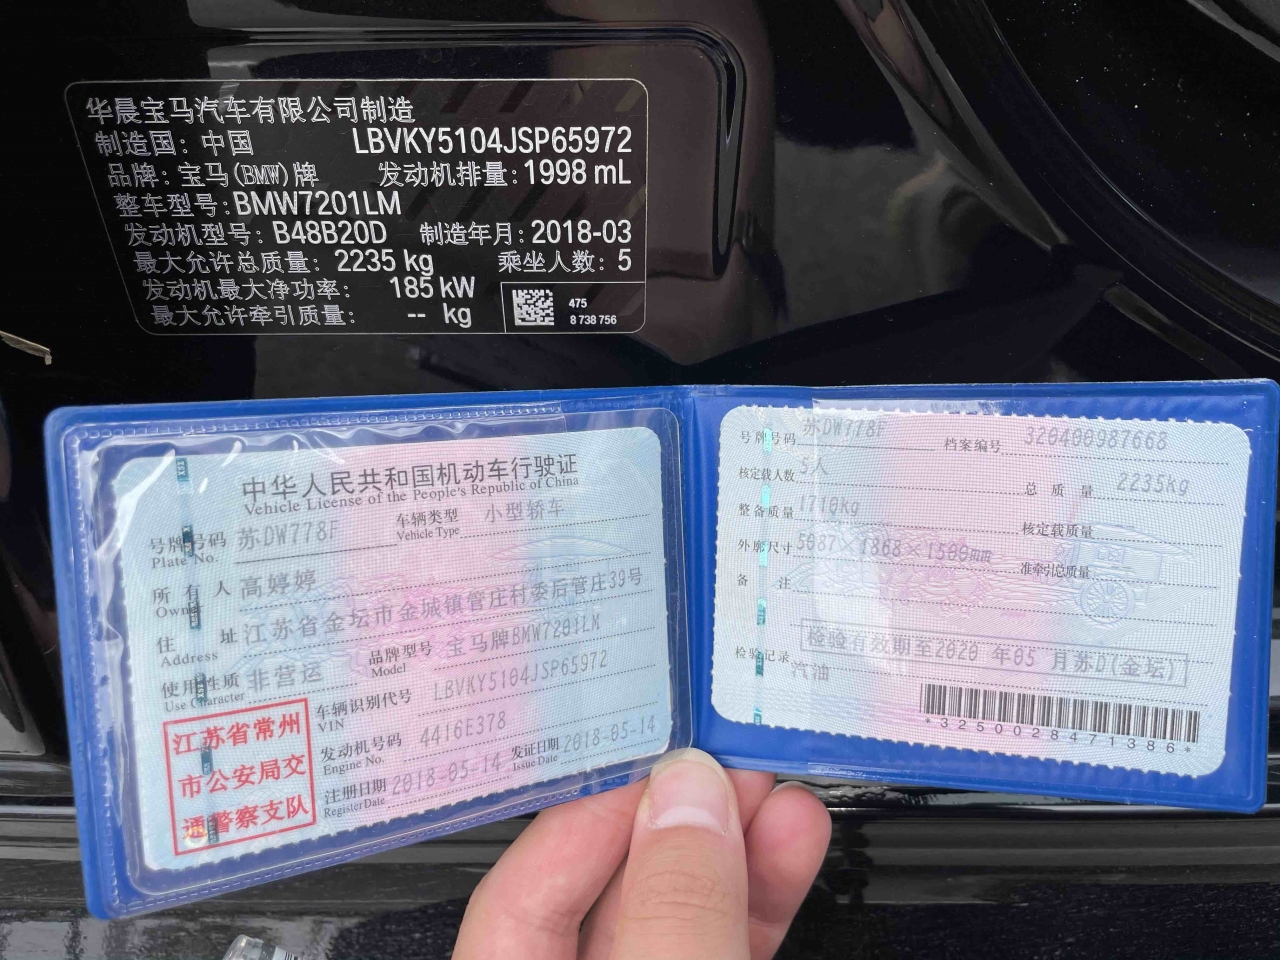 华晨宝马汽车有限公司制造
制造国：中国 LBVKY5104JSP65972
品牌：宝马(BMW)牌 发动机排量：1998 mL
整车型号：BMW7201LM
发动机型号：B48B20D 制造年月：2018-03
最大允许总质量：2235 kg 乘坐人数：5
发动机最大净功率：185 kW
最大允许牵引质量：-- kg
475
8 738 756
中华人民共和国机动车行驶证
Vehicle License of the People's Republic of China
号牌号码 苏DW778F 车辆类型 小型轿车
Plate No. Vehicle Type
所有人 高婷婷
Owner
住址 江苏省金坛市金城镇管庄村委后管庄39号
Address
使用性质 非营运 品牌型号 宝马牌BMW7201LM
Use Character Model
江苏省常州
市公安局交
通警察支队
车辆识别代号 LBVKY5104JSP65972
VIN
发动机号码 4416E378
Engine No.
注册日期 2018-05-14 发证日期 2018-05-14
Register Date Issue Date
号牌号码 苏DW778F 档案编号 320400987668
核定载人数 5人 总质量 2235kg
整备质量 1710kg 核定载质量
外廓尺寸 5087×1868×1500mm 准牵引总质量
备注
检验有效期至2020年05月苏D(金坛)
检验记录
汽油
*3250028471386*